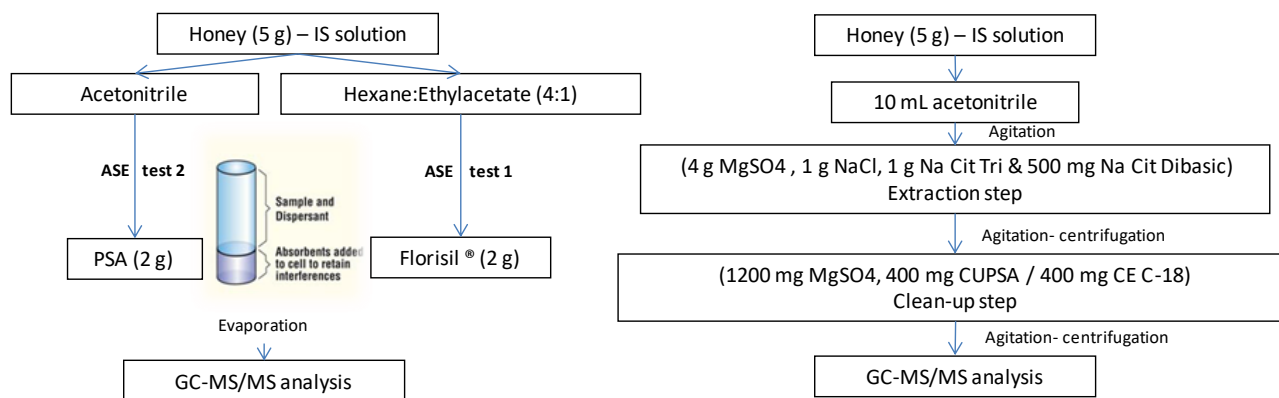 Honey (5 g) – IS solution
Acetonitrile
Hexane:Ethylacetate (4:1)
ASE test 2
ASE test 1
Sample and
Dispersant
Absorbents added
to cell to retain
interferences
PSA (2 g)
Florisil ® (2 g)
Evaporation
GC-MS/MS analysis
Honey (5 g) – IS solution
10 mL acetonitrile
Agitation
(4 g MgSO4 , 1 g NaCl, 1 g Na Cit Tri & 500 mg Na Cit Dibasic)
Extraction step
Agitation- centrifugation
(1200 mg MgSO4, 400 mg CUPSA / 400 mg CE C-18)
Clean-up step
Agitation- centrifugation
GC-MS/MS analysis